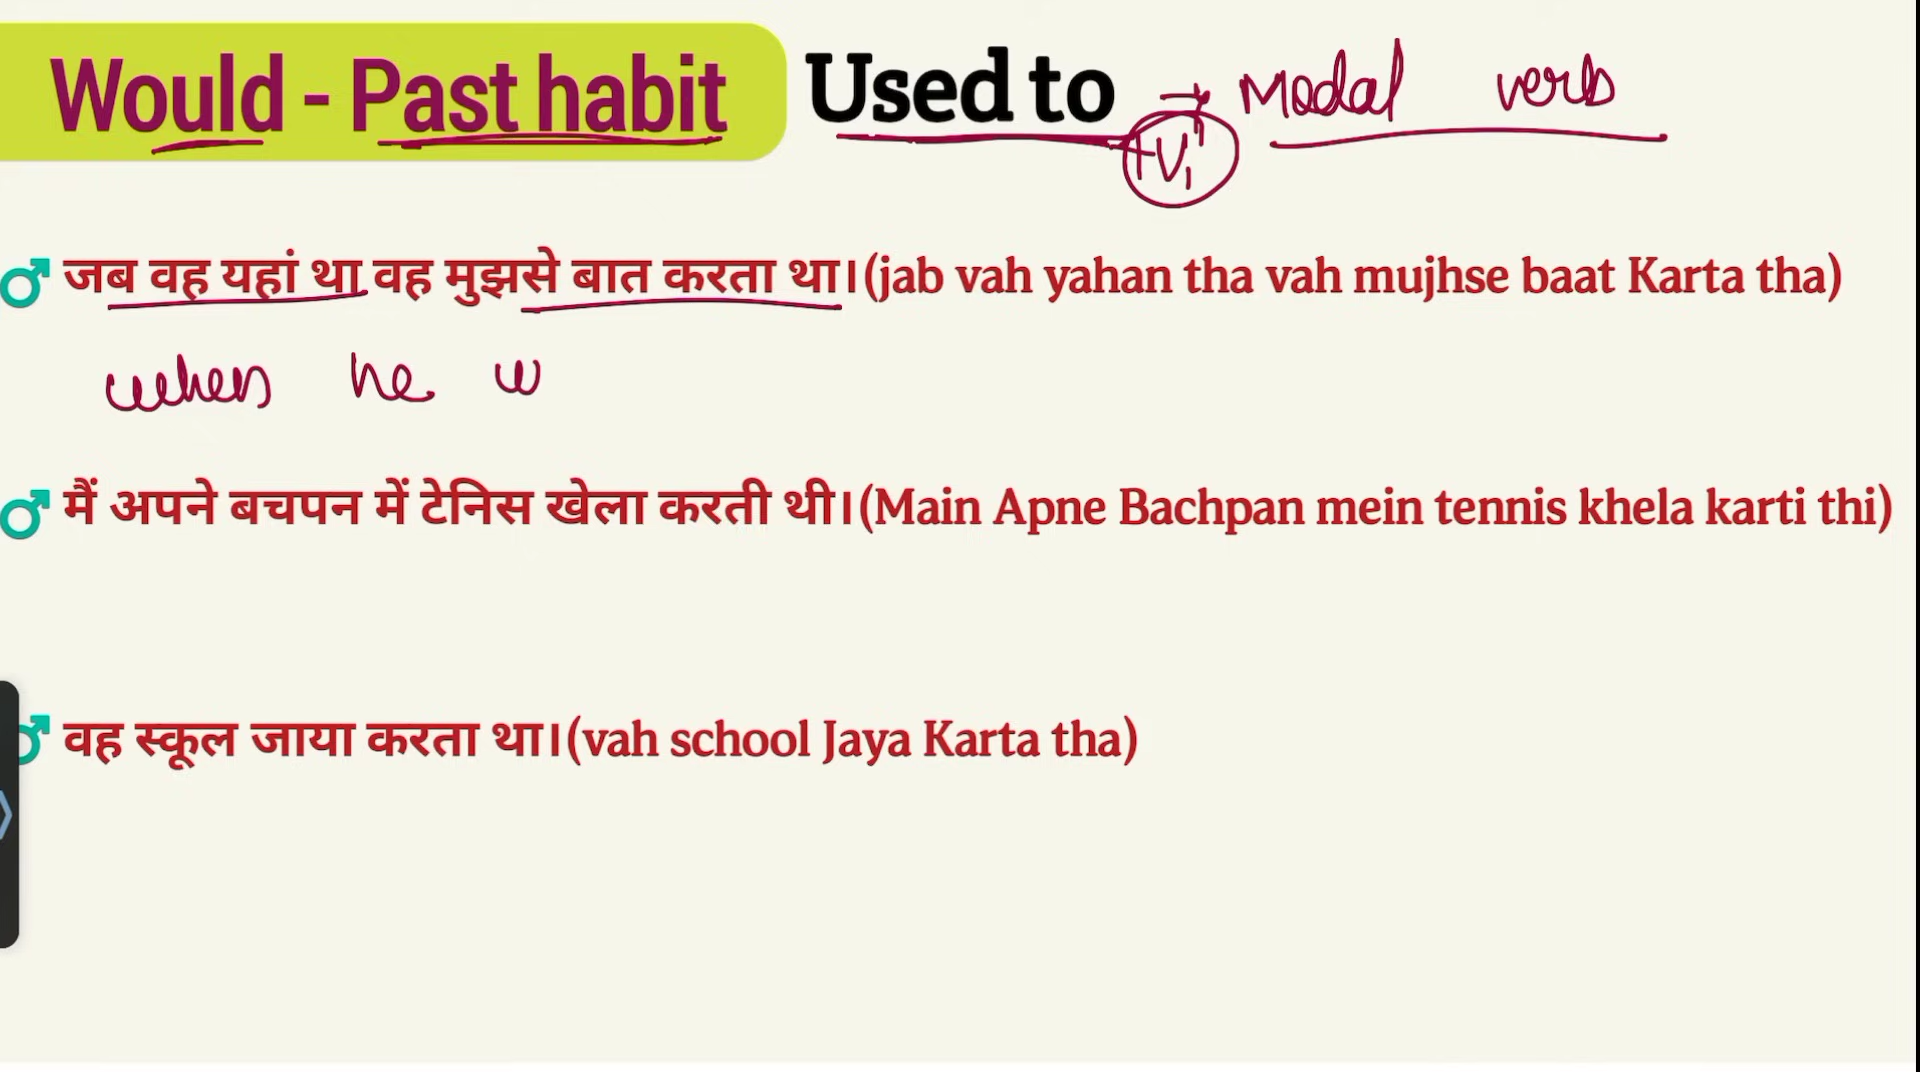 Would - Past habit Used to → Modal verb
+V₁
जब वह यहां था वह मुझसे बात करता था।(jab vah yahan tha vah mujhse baat Karta tha)
when he w
मैं अपने बचपन में टेनिस खेला करती थी।(Main Apne Bachpan mein tennis khela karti thi)
वह स्कूल जाया करता था।(vah school Jaya Karta tha)